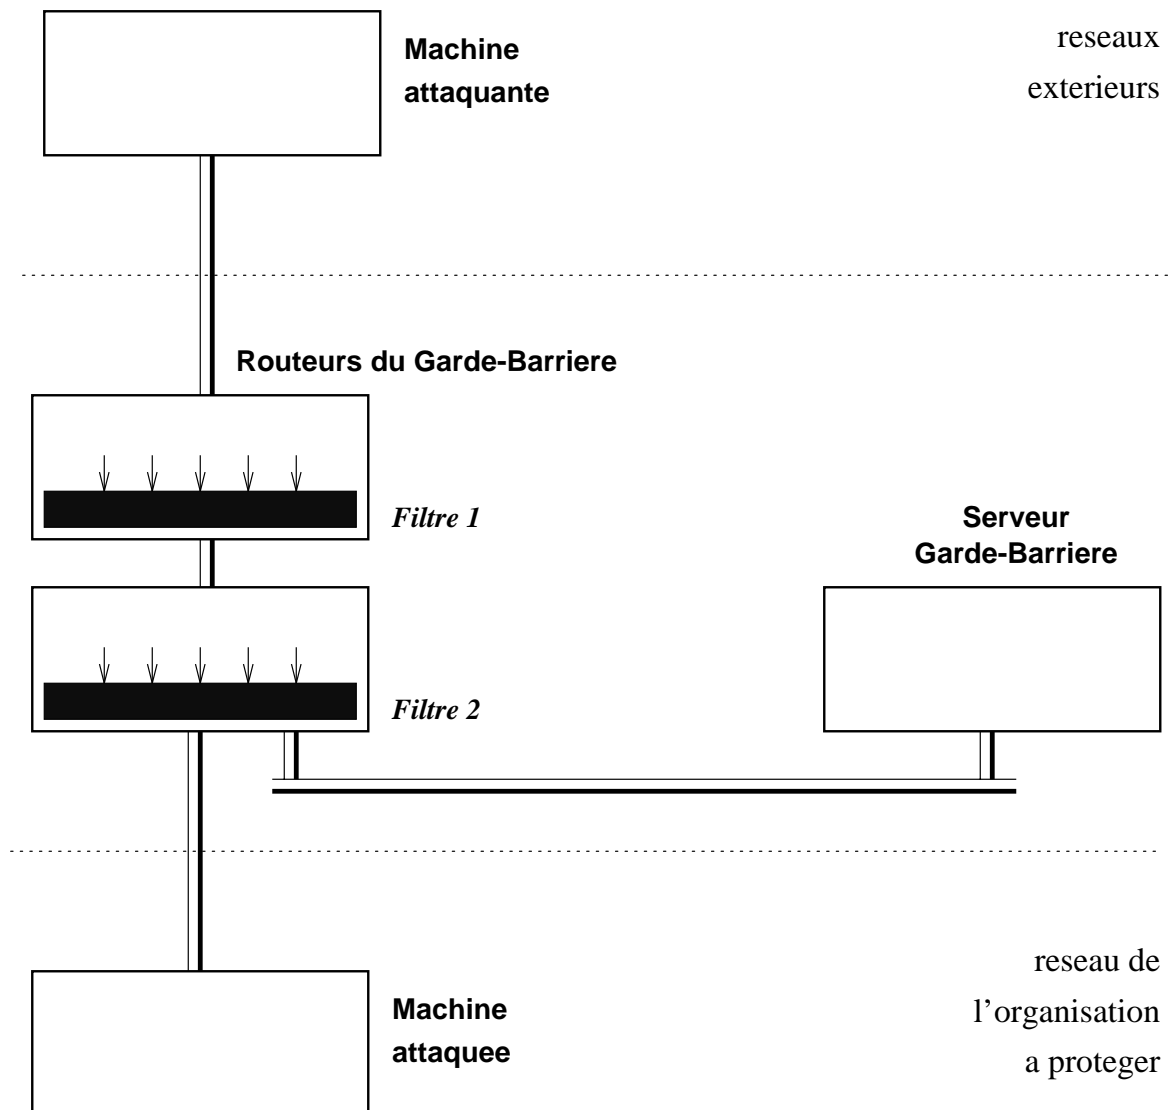 Machine
attaquante
reseaux
exterieurs
Routeurs du Garde-Barriere
Filtre 1
Serveur
Garde-Barriere
Filtre 2
Machine
attaquee
reseau de
l’organisation
a proteger